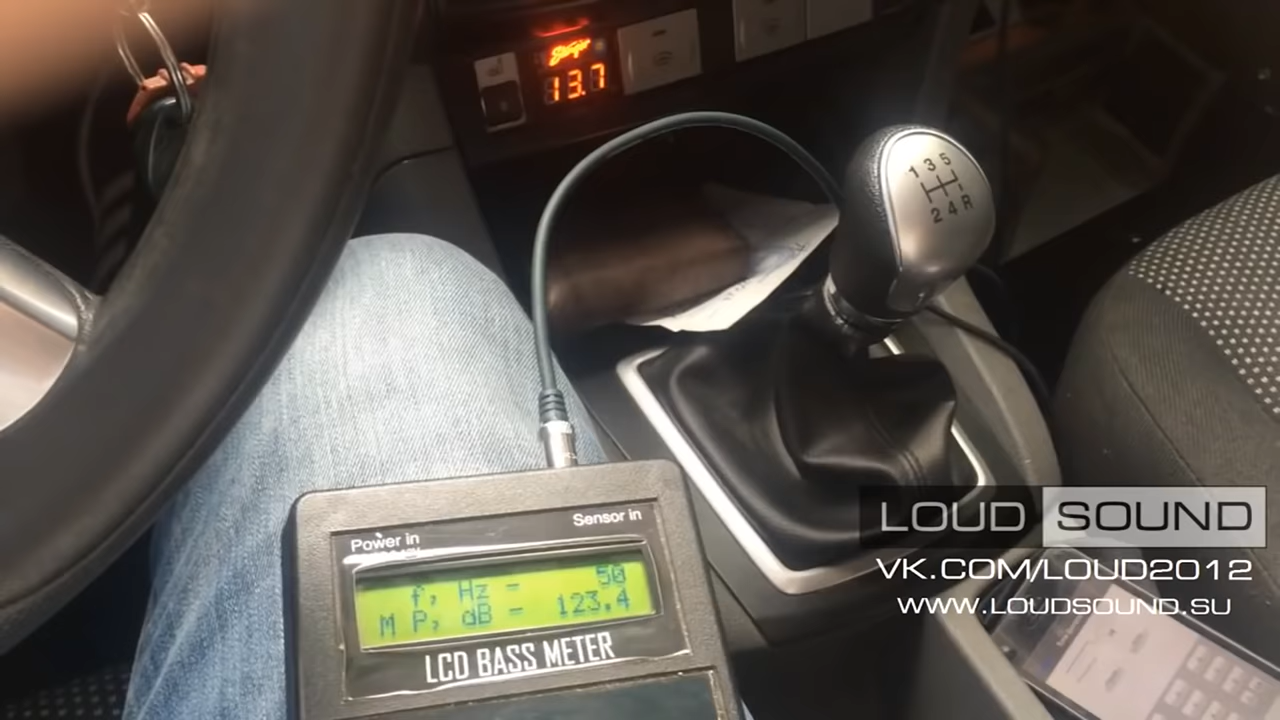 Stinger
13.7
1 3 5
2 4 R
Sensor in
Power in
f, Hz = 50
M P, dB = 123.4
LCD BASS METER
LOUD SOUND
VK.COM/LOUD2012
WWW.LOUDSOUND.SU